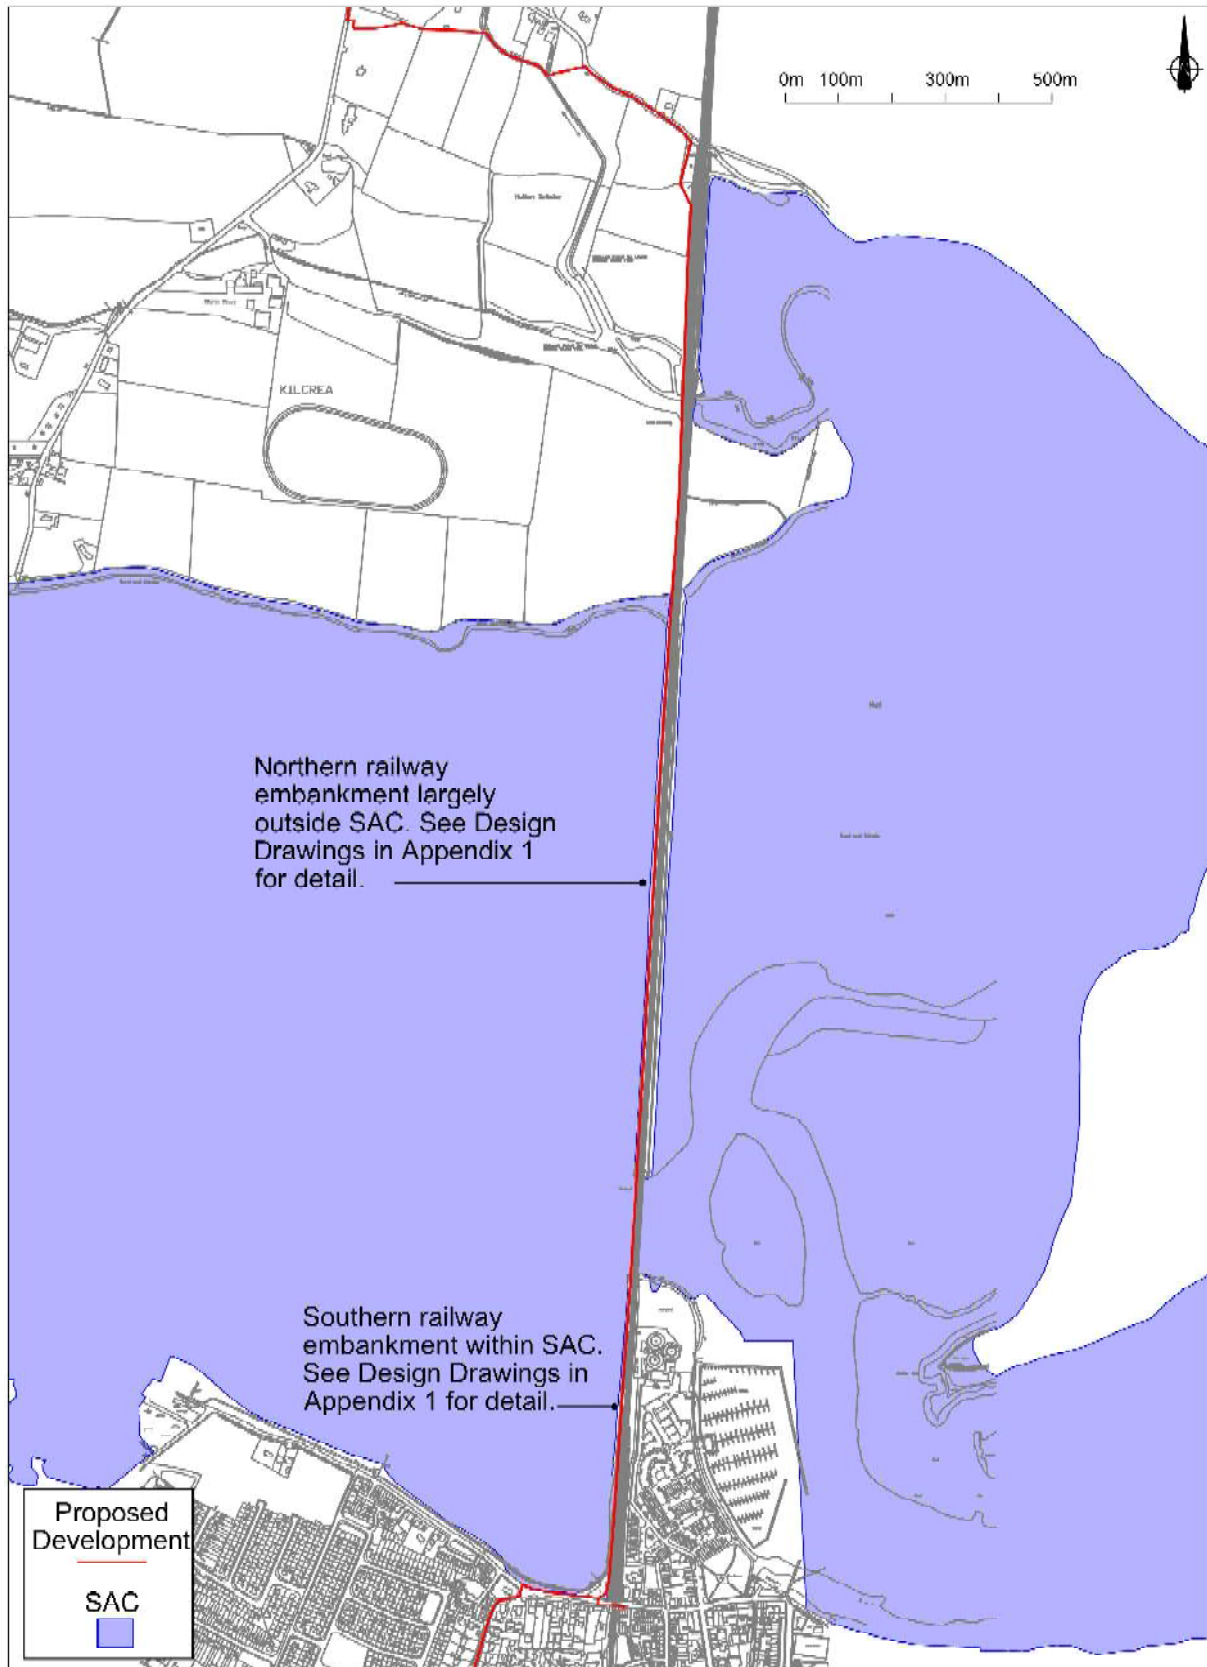 0m 100m 300m 500m
KILCREA
Mud
Northern railway
embankment largely
outside SAC. See Design
Drawings in Appendix 1
for detail.
Southern railway
embankment within SAC.
See Design Drawings in
Appendix 1 for detail.
Proposed
Development
SAC